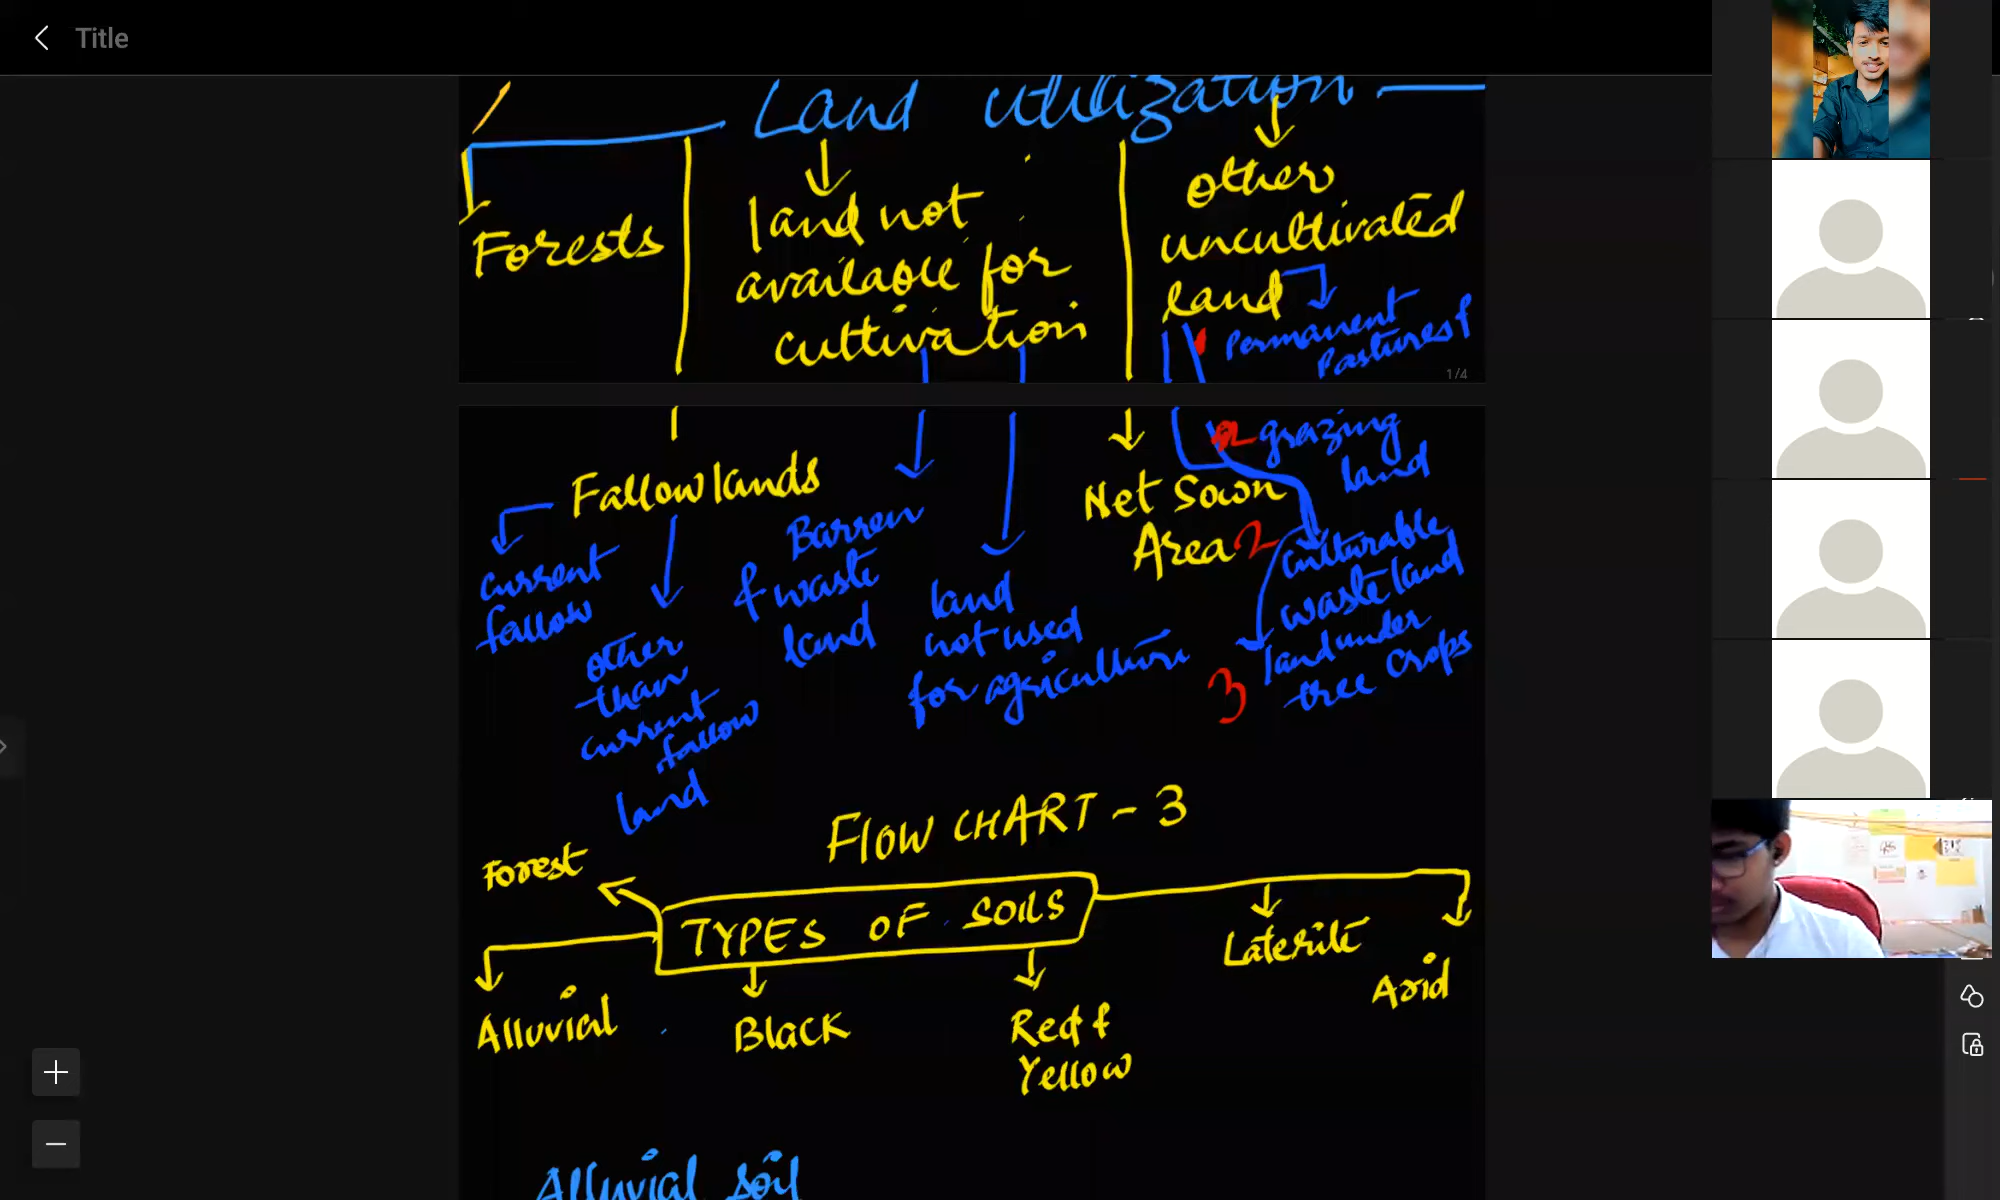 Title
Land utilization
Forests
land not
available for
cultivation
other
uncultivated
land
1 Permanent
Pastures &
1/4
2 grazing
land
Fallow lands
current
fallow
other
than
current
fallow
land
Barren
& waste
land
land
not used
for agriculture
Net Sown
Area
2 Culturable
waste land
3 land under
tree crops
FLOW CHART - 3
TYPES OF SOILS
Forest
Alluvial
Black
Red &
Yellow
Laterite
Arid
Alluvial soil